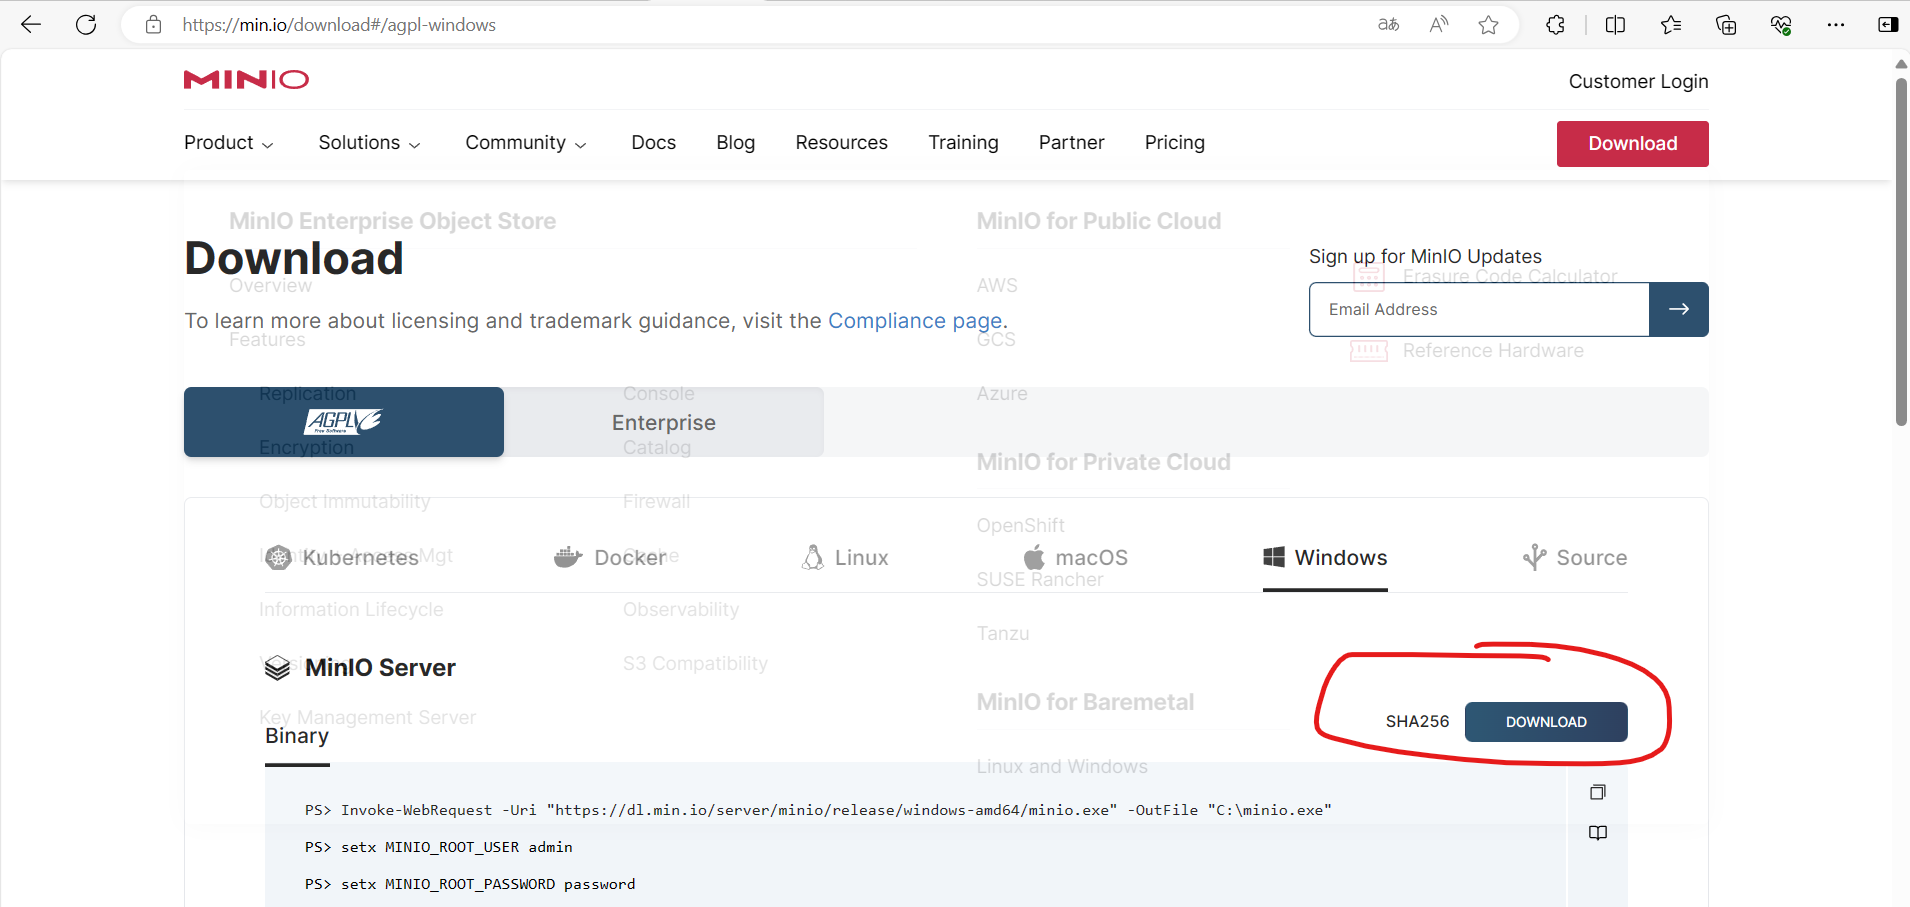 https://min.io/download#/agpl-windows
MINIO
Customer Login
Product Solutions Community Docs Blog Resources Training Partner Pricing Download
MinIO Enterprise Object Store MinIO for Public Cloud
Download
Sign up for MinIO Updates
Erasure Code Calculator
Overview AWS
Email Address
To learn more about licensing and trademark guidance, visit the Compliance page.
Features GCS
Reference Hardware
Replication Console Azure
AGPL
Free Software
Enterprise
Encryption Catalog
MinIO for Private Cloud
Object Immutability Firewall
OpenShift
Kubernetes Docker Linux macOS Windows Source
Mgt
SUSE Rancher
Information Lifecycle Observability
Tanzu
MinIO Server
S3 Compatibility
MinIO for Baremetal
Key Management Server
SHA256 DOWNLOAD
Binary
Linux and Windows
PS> Invoke-WebRequest -Uri "https://dl.min.io/server/minio/release/windows-amd64/minio.exe" -OutFile "C:\minio.exe"
PS> setx MINIO_ROOT_USER admin
PS> setx MINIO_ROOT_PASSWORD password